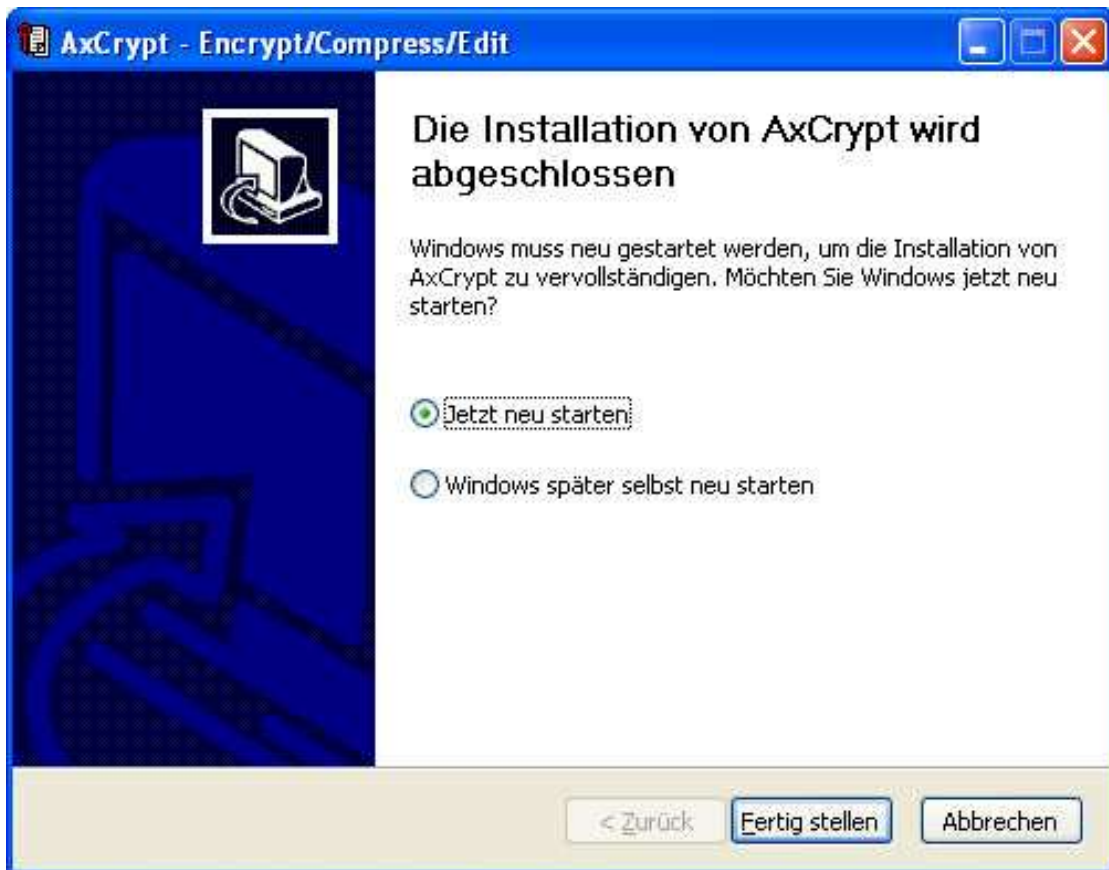 AxCrypt - Encrypt/Compress/Edit
Die Installation von AxCrypt wird
abgeschlossen
Windows muss neu gestartet werden, um die Installation von
AxCrypt zu vervollständigen. Möchten Sie Windows jetzt neu
starten?
Jetzt neu starten
Windows später selbst neu starten
< Zurück
Fertig stellen
Abbrechen